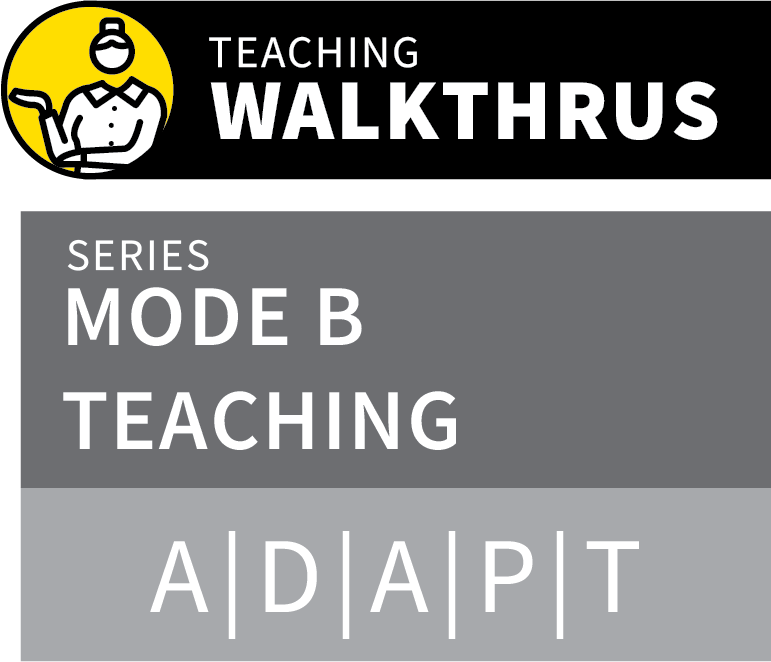 TEACHING
WALKTHRUS
SERIES
MODE B
TEACHING
A|D|A|P|T